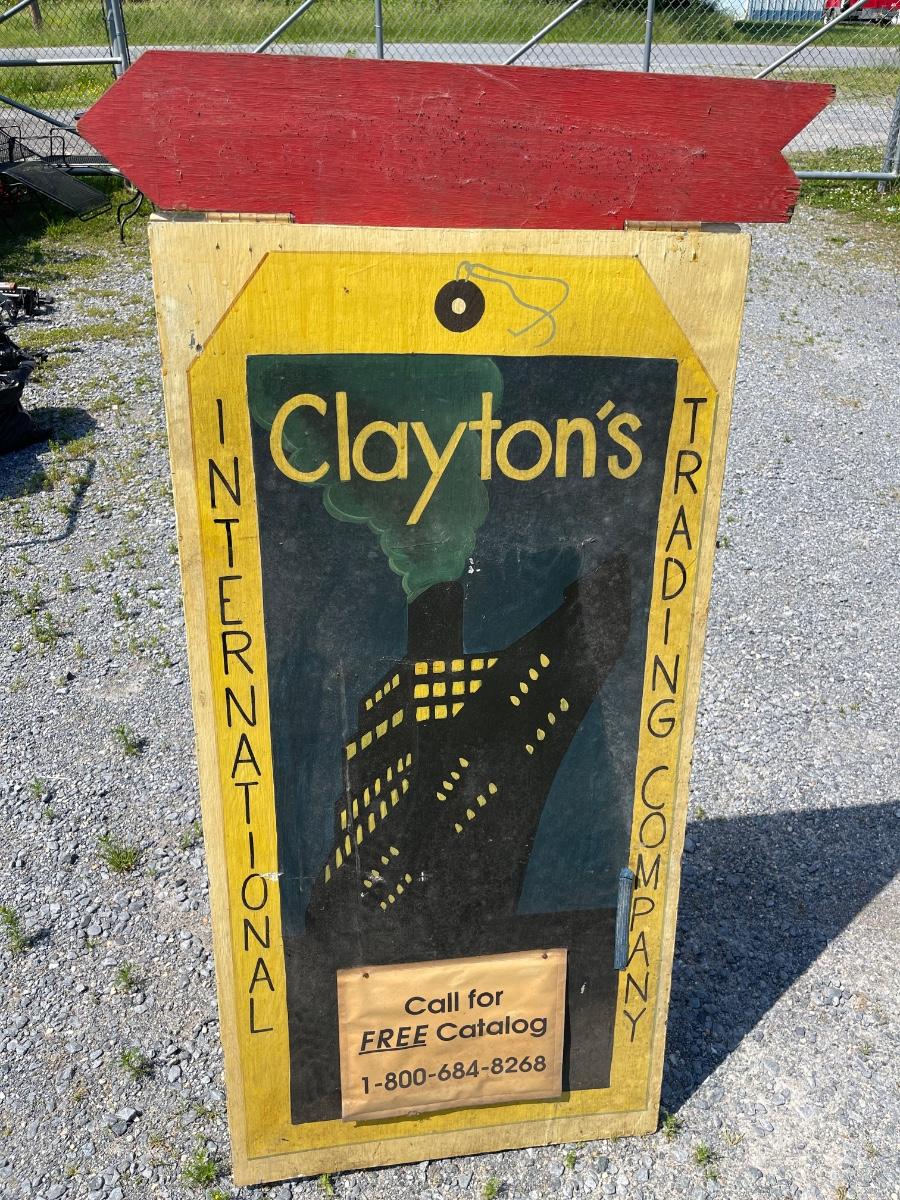 Clayton's
INTERNATIONAL
TRADING COMPANY
Call for
FREE Catalog
1-800-684-8268